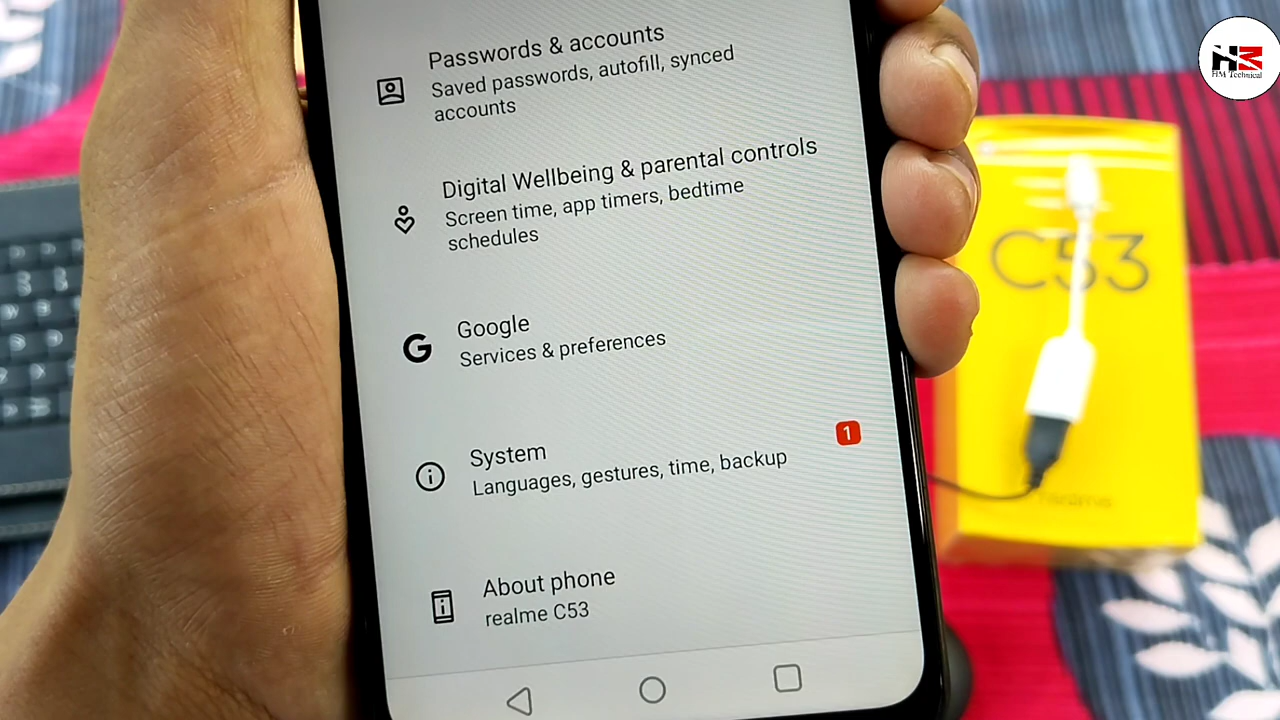 Passwords & accounts
Saved passwords, autofill, synced
accounts
Digital Wellbeing & parental controls
Screen time, app timers, bedtime
schedules
Google
Services & preferences
System
Languages, gestures, time, backup
1
About phone
realme C53
C53
realme
HM Technical